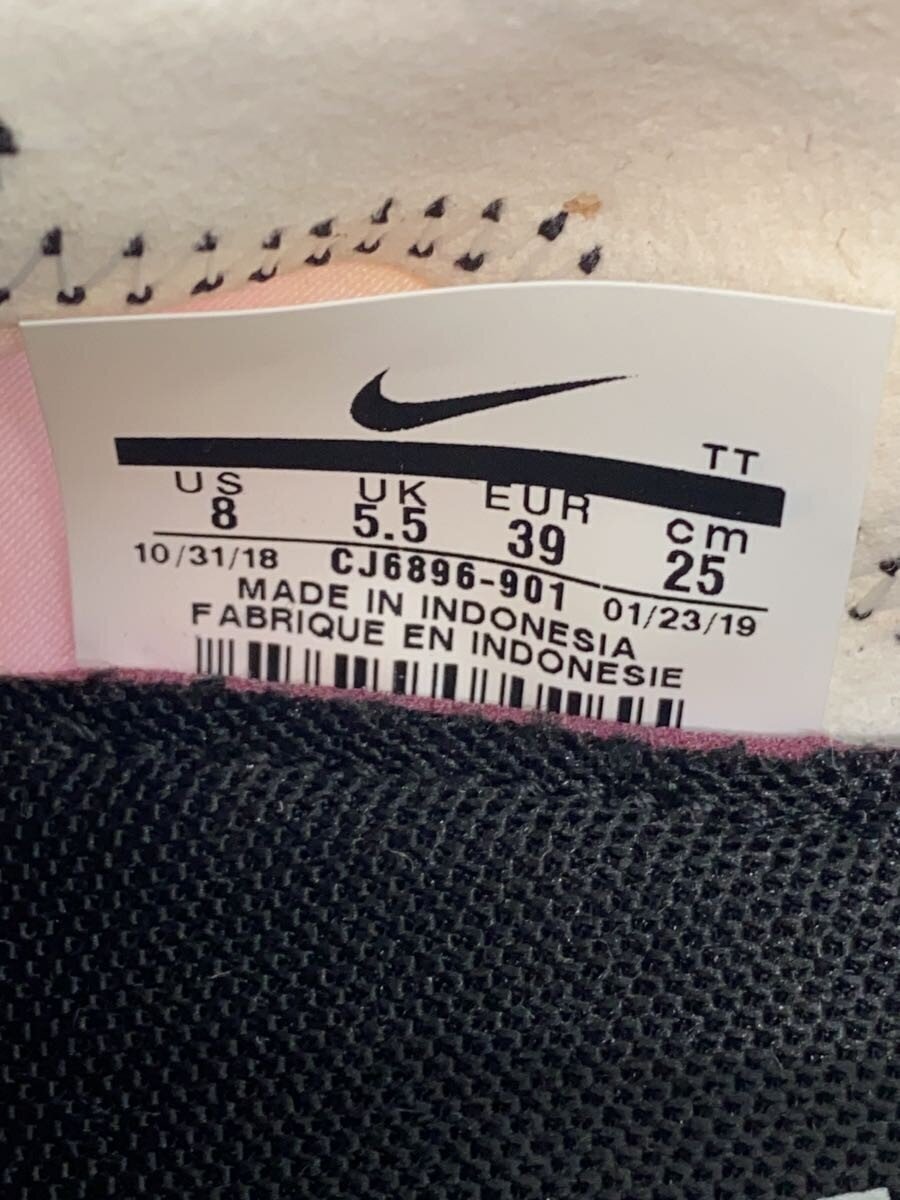 TT
US UK EUR cm
8 5.5 39 25
10/31/18 CJ6896-901 01/23/19
MADE IN INDONESIA
FABRIQUE EN INDONESIE